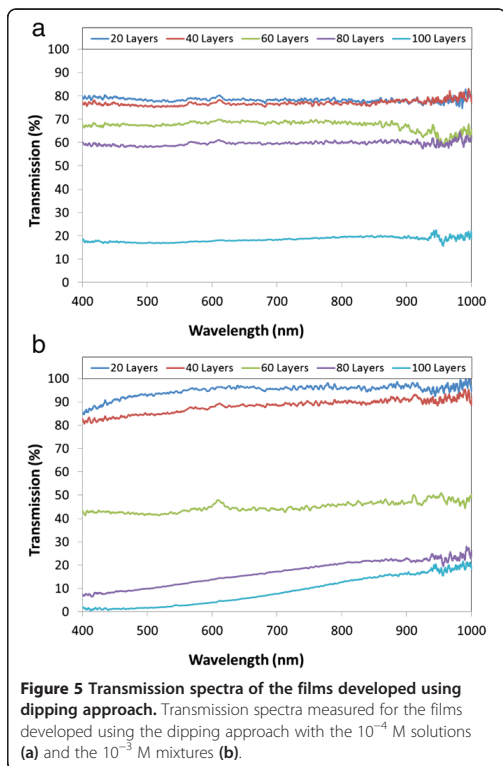 a
20 Layers 40 Layers 60 Layers 80 Layers 100 Layers
100
90
80
70
60
50
40
30
20
10
0
Transmission (%)
400 500 600 700 800 900 1000
Wavelength (nm)
b
20 Layers 40 Layers 60 Layers 80 Layers 100 Layers
100
90
80
70
60
50
40
30
20
10
0
Transmission (%)
400 500 600 700 800 900 1000
Wavelength (nm)
Figure 5 Transmission spectra of the films developed using
dipping approach. Transmission spectra measured for the films
developed using the dipping approach with the 10⁻⁴ M solutions
(a) and the 10⁻³ M mixtures (b).